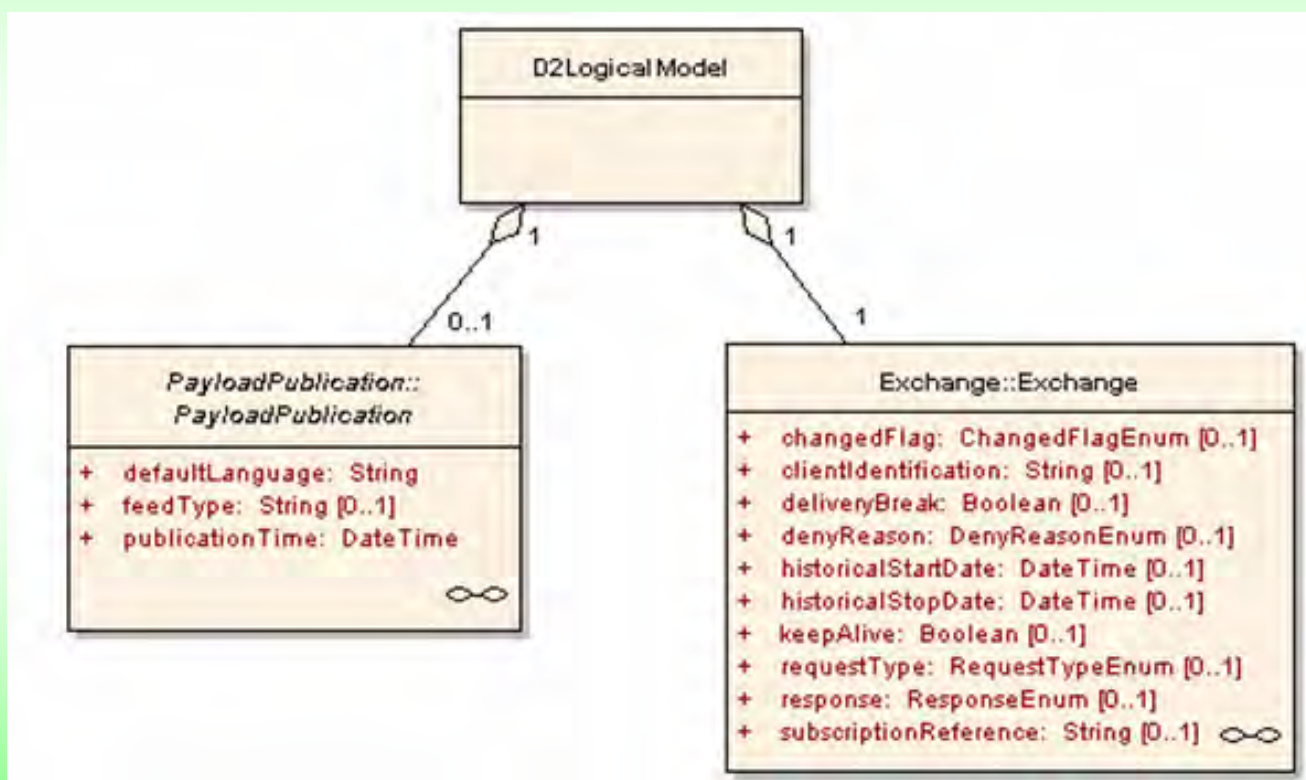 D2LogicalModel
1
1
0..1
1
PayloadPublication::
PayloadPublication
+ defaultLanguage: String
+ feedType: String [0..1]
+ publicationTime: DateTime
Exchange::Exchange
+ changedFlag: ChangedFlagEnum [0..1]
+ clientIdentification: String [0..1]
+ deliveryBreak: Boolean [0..1]
+ denyReason: DenyReasonEnum [0..1]
+ historicalStartDate: DateTime [0..1]
+ historicalStopDate: DateTime [0..1]
+ keepAlive: Boolean [0..1]
+ requestType: RequestTypeEnum [0..1]
+ response: ResponseEnum [0..1]
+ subscriptionReference: String [0..1]